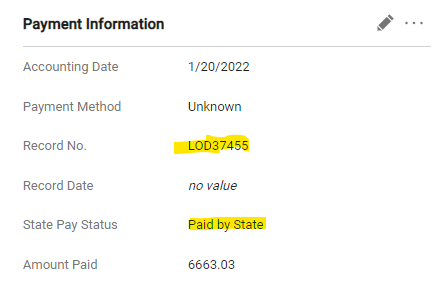 Payment Information
Accounting Date 1/20/2022
Payment Method Unknown
Record No. LOD37455
Record Date no value
State Pay Status Paid by State
Amount Paid 6663.03